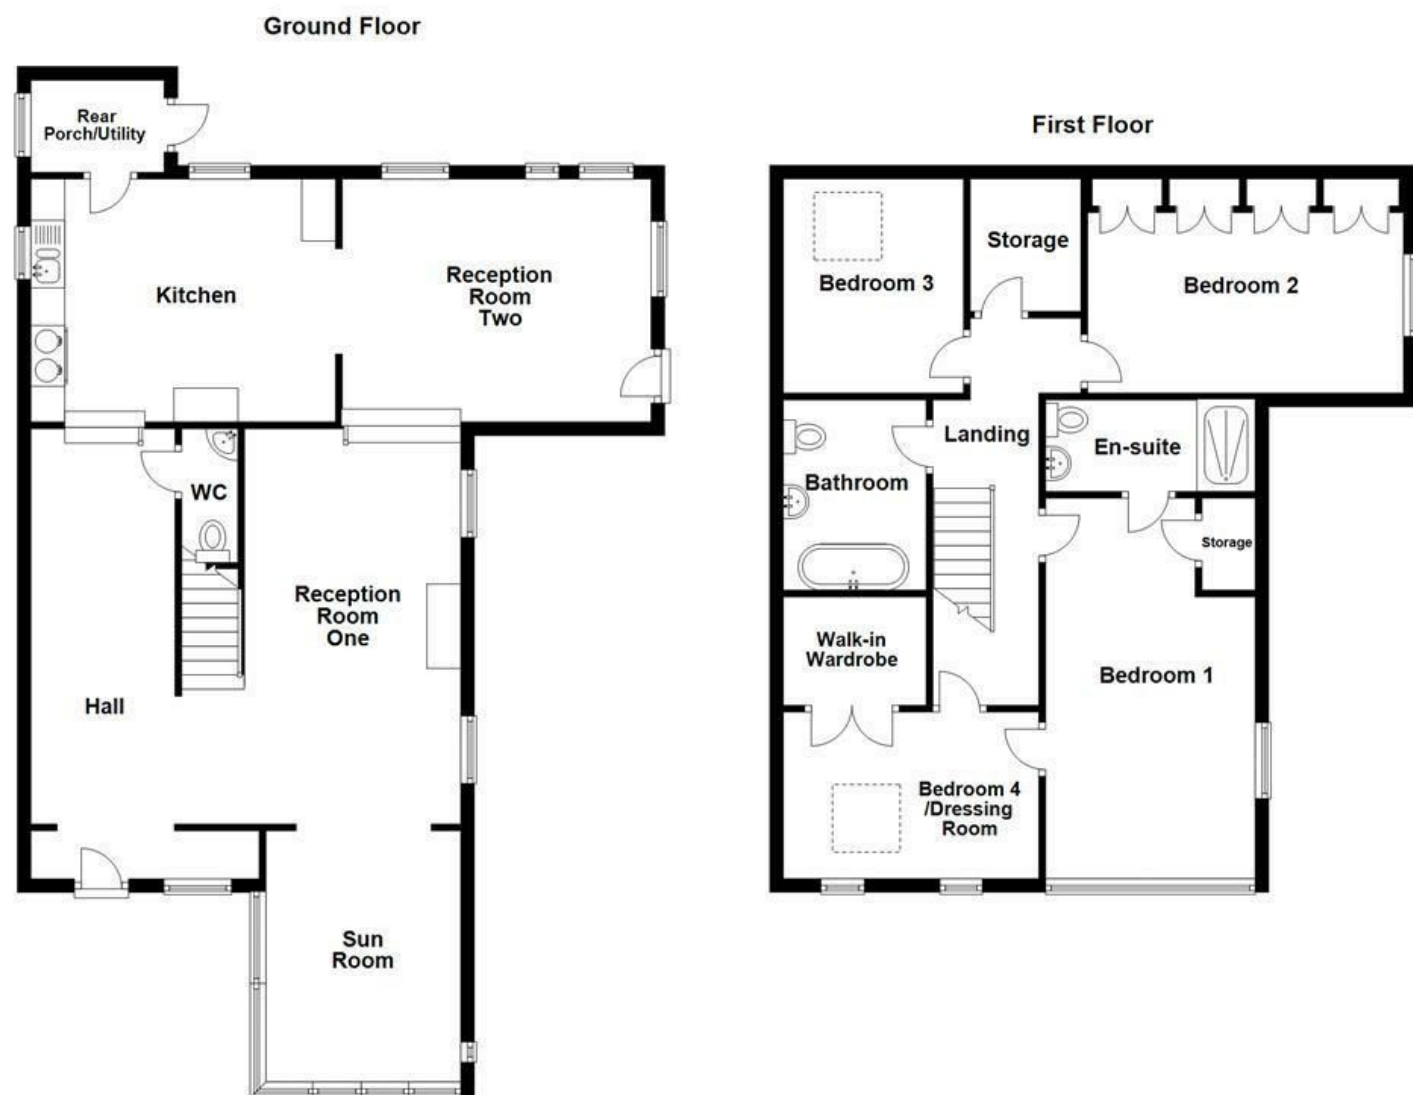 Ground Floor
Rear
Porch/Utility
Kitchen
Reception
Room
Two
WC
Reception
Room
One
Hall
Sun
Room
First Floor
Bedroom 3
Storage
Bedroom 2
Landing
En-suite
Bathroom
Storage
Walk-in
Wardrobe
Bedroom 1
Bedroom 4
/Dressing
Room